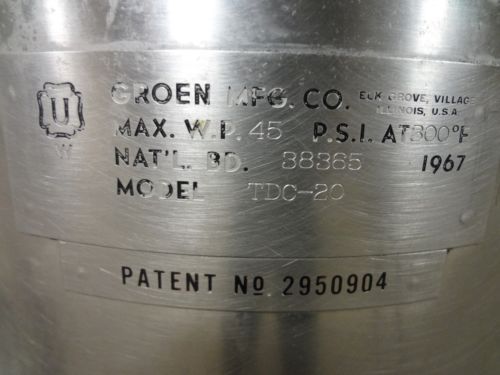 U
W
GROEN MFG. CO. ELK GROVE, VILLAGE
ILLINOIS, U.S.A.
MAX. W.P. 45 P.S.I. AT 300°F
NAT'L. BD. 38365 1967
MODEL TDC-20
PATENT No 2950904